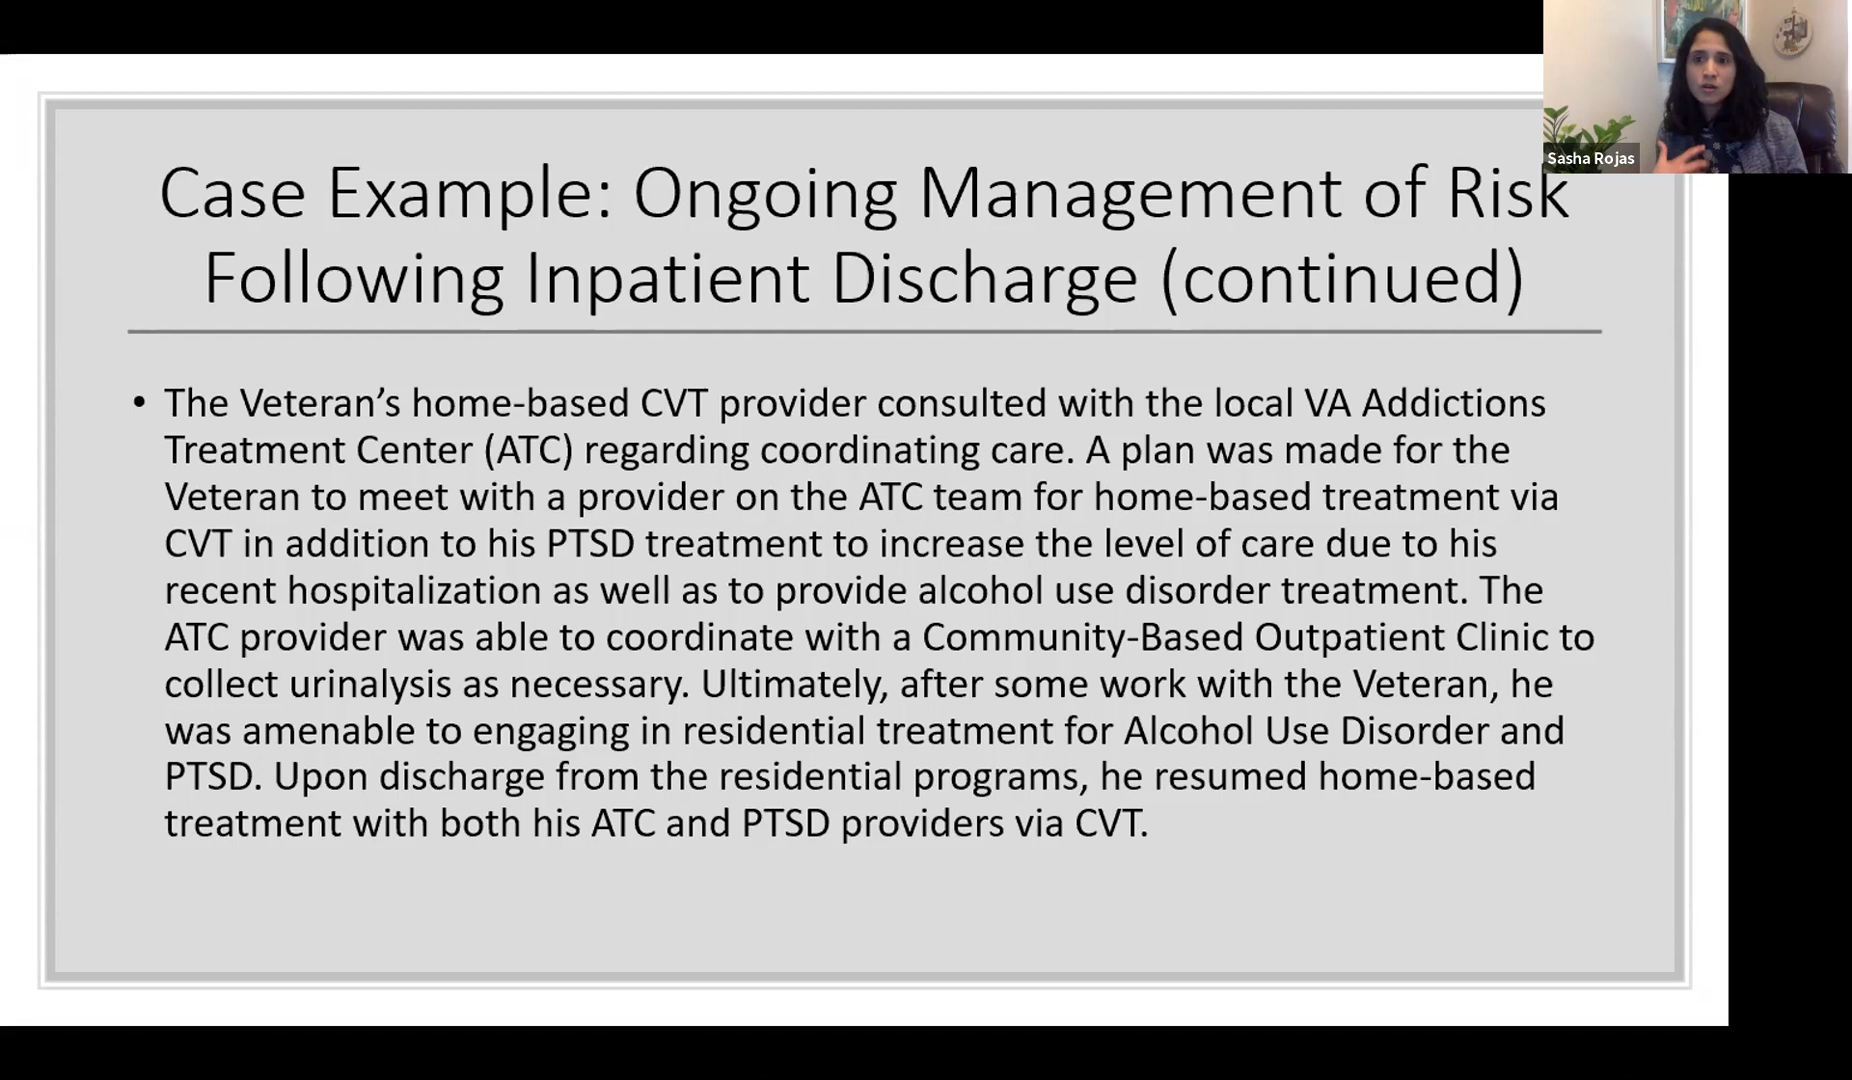 Sasha Rojas
Case Example: Ongoing Management of Risk
Following Inpatient Discharge (continued)
• The Veteran’s home-based CVT provider consulted with the local VA Addictions
Treatment Center (ATC) regarding coordinating care. A plan was made for the
Veteran to meet with a provider on the ATC team for home-based treatment via
CVT in addition to his PTSD treatment to increase the level of care due to his
recent hospitalization as well as to provide alcohol use disorder treatment. The
ATC provider was able to coordinate with a Community-Based Outpatient Clinic to
collect urinalysis as necessary. Ultimately, after some work with the Veteran, he
was amenable to engaging in residential treatment for Alcohol Use Disorder and
PTSD. Upon discharge from the residential programs, he resumed home-based
treatment with both his ATC and PTSD providers via CVT.